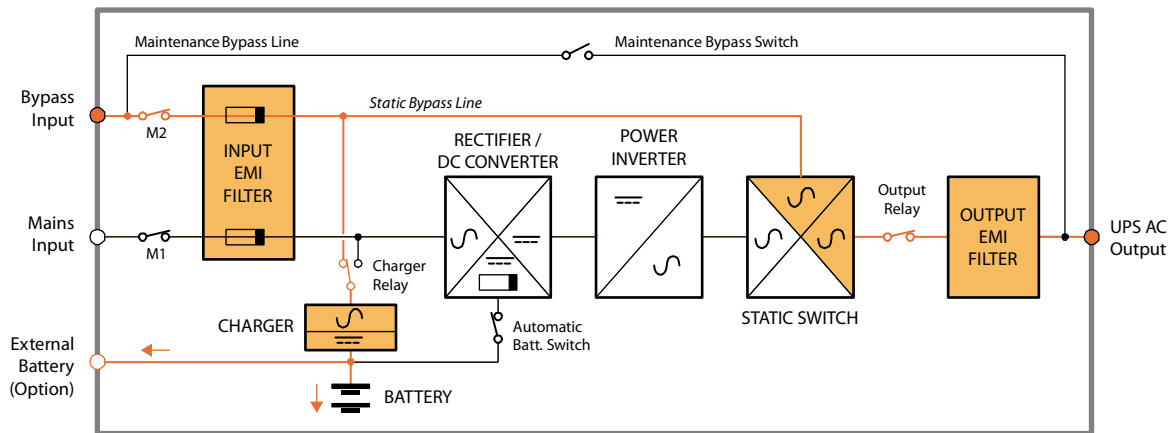 Maintenance Bypass Line
Maintenance Bypass Switch
Bypass
Input
M2
Static Bypass Line
INPUT
EMI
FILTER
RECTIFIER /
DC CONVERTER
POWER
INVERTER
Output
Relay
OUTPUT
EMI
FILTER
UPS AC
Output
Mains
Input
M1
Charger
Relay
STATIC SWITCH
CHARGER
Automatic
Batt. Switch
External
Battery
(Option)
BATTERY